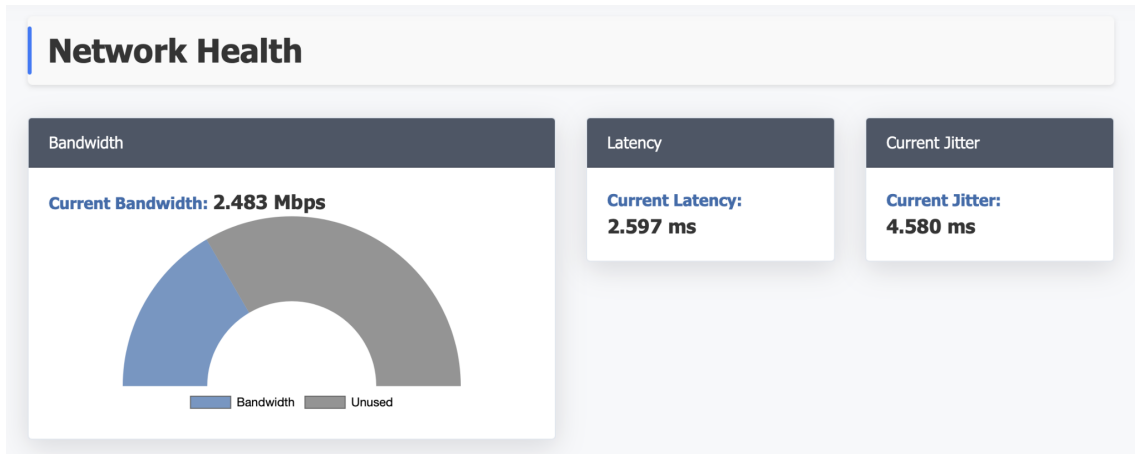 Network Health
Bandwidth
Current Bandwidth: 2.483 Mbps
Bandwidth
Unused
Latency
Current Latency:
2.597 ms
Current Jitter
Current Jitter:
4.580 ms